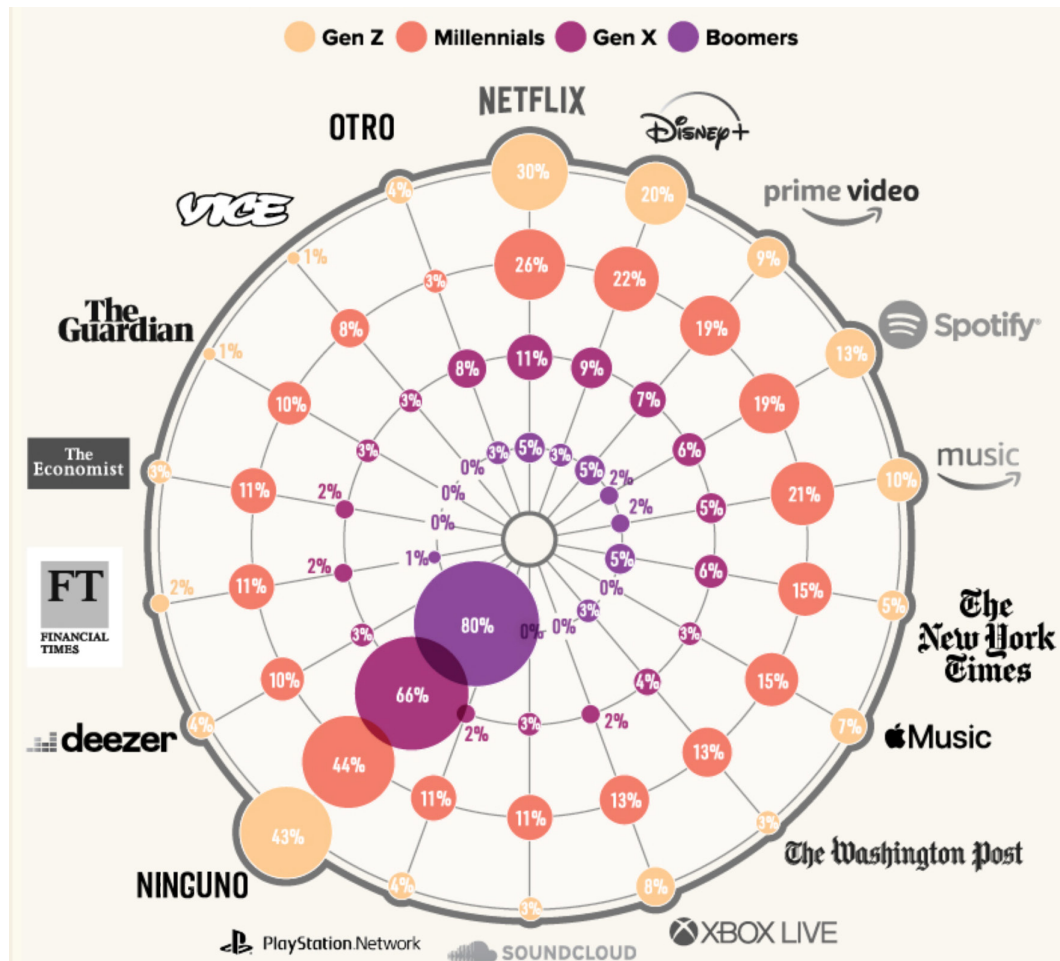 Gen Z Millennials Gen X Boomers
NETFLIX
Disney+
OTRO
prime video
VICE
30%
4%
20%
9%
1%
26%
3%
22%
The
Guardian
Spotify®
8%
19%
13%
1%
11%
8%
9%
10%
3%
7%
19%
3%
6%
The
Economist
music
3%
5%
3%
5%
0%
2%
0%
3%
11%
2%
21%
10%
5%
0%
2%
FT
FINANCIAL
TIMES
1%
5%
2%
6%
2%
11%
15%
5%
0%
The
New York
Times
3%
80%
0%
0%
3%
3%
10%
66%
4%
15%
deezer
4%
2%
3%
2%
7%
Music
44%
13%
11%
11%
13%
43%
3%
The Washington Post
NINGUNO
4%
3%
8%
PlayStation.Network
SOUNDCLOUD
XBOX LIVE